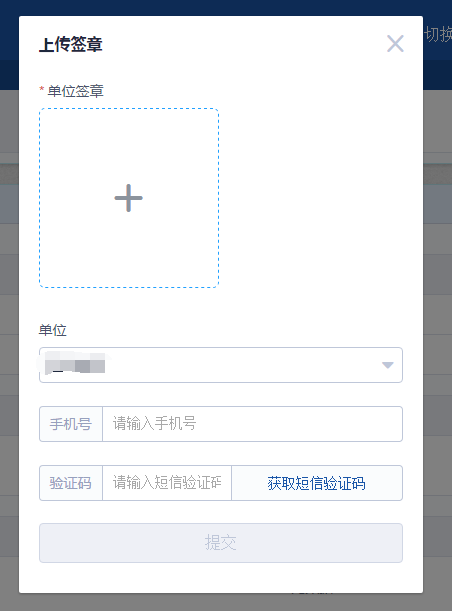 切换
上传签章
* 单位签章
单位
手机号 请输入手机号
验证码 请输入短信验证码 获取短信验证码
提交